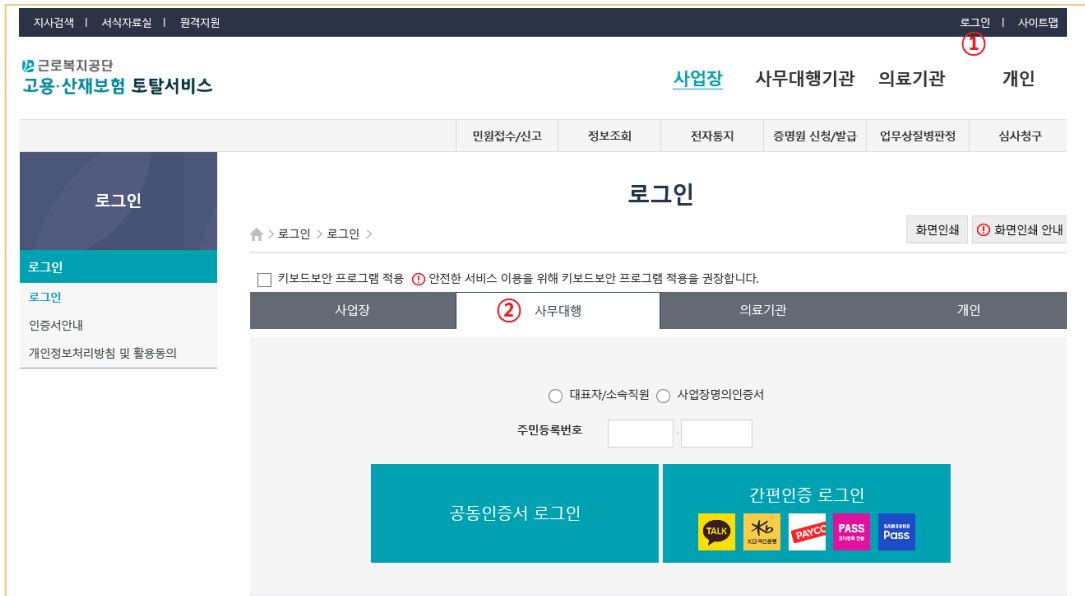 지사검색 | 서식자료실 | 원격지원
로그인 | 사이트맵
①
근로복지공단
고용·산재보험 토탈서비스
사업장 사무대행기관 의료기관 개인
민원접수/신고 정보조회 전자통지 증명원 신청/발급 업무상질병판정 심사청구
로그인
로그인
로그인
인증서안내
개인정보처리방침 및 활용동의
로그인
> 로그인 > 로그인 >
화면인쇄 화면인쇄 안내
키보드보안 프로그램 적용 안전한 서비스 이용을 위해 키보드보안 프로그램 적용을 권장합니다.
사업장 ② 사무대행 의료기관 개인
대표자/소속직원 사업장명의인증서
주민등록번호 -
공동인증서 로그인
간편인증 로그인
TALK KB국민은행 PAYCO PASS SAMSUNG Pass